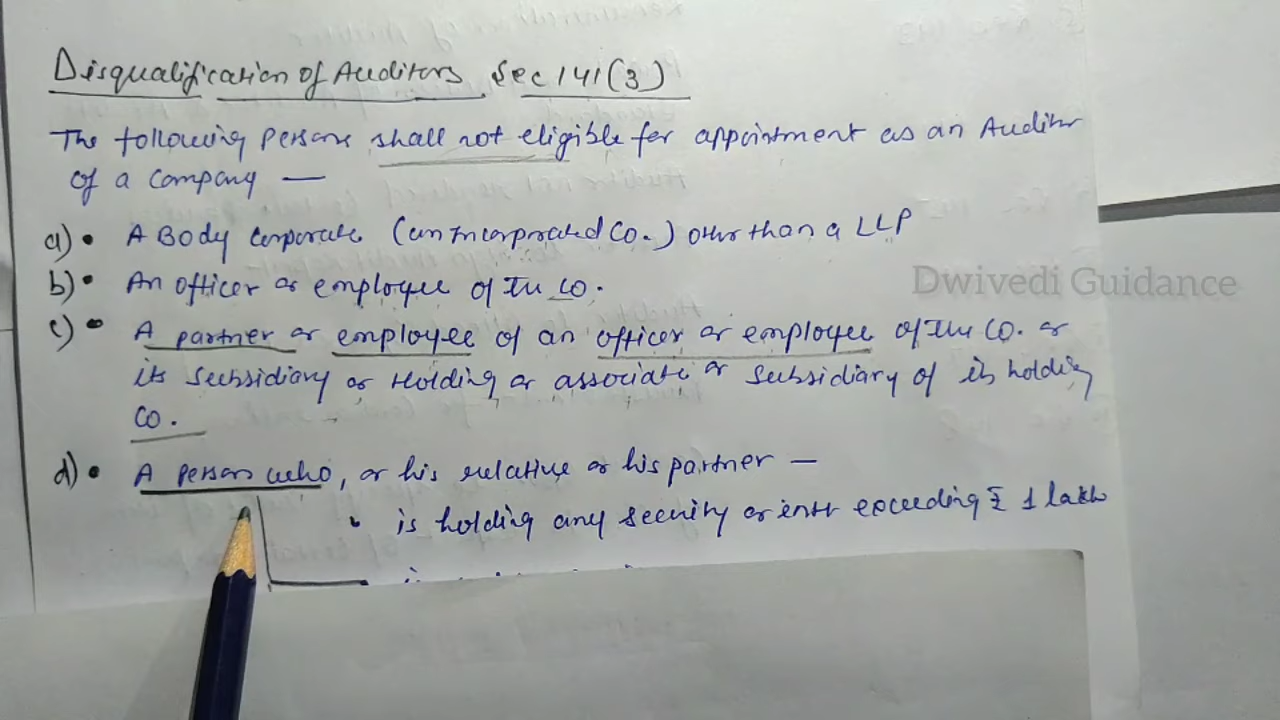 Disqualification of Auditors Sec 141(3)
The following Persons shall not eligible for appointment as an Auditor
of a Company —
a) • A Body Corporate (an Incorporated Co.) other than a LLP
b) • An officer or employee of the co.
c) • A partner or employee of an officer or employee of the CO. or
its Subsidiary or Holding or associate or Subsidiary of its holding
CO.
d) • A person who, or his relative or his partner —
• is holding any security or intt exceeding ₹ 1 lakh
Dwivedi Guidance